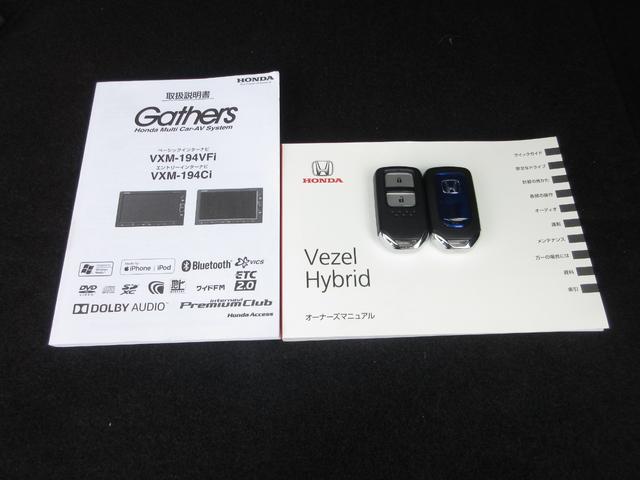 HONDA
取扱説明書
Gathers
Honda Multi Car-AV System
ベーシックインターナビ
VXM-194VFi
エントリーインターナビ
VXM-194Ci
iPhone | iPod
Bluetooth
VICS
DVD
SD XC
ワイドFM
ETC 2.0
DOLBY AUDIO
internavi Premium Club
Honda Access
HONDA
Vezel
Hybrid
オーナーズマニュアル
クイックガイド
安全なドライブ
計器の見かた
各部の操作
オーディオ
運転
メンテナンス
万一の場合には
資料
索引